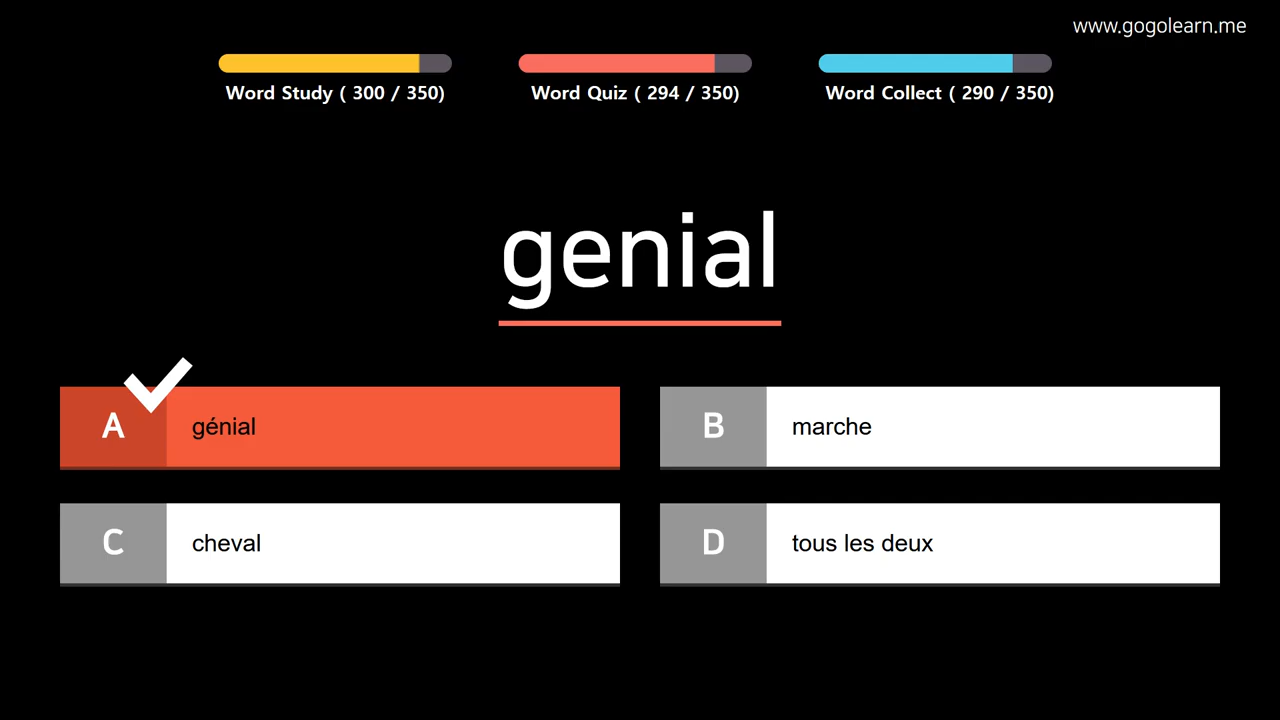 www.gogolearn.me
Word Study ( 300 / 350)
Word Quiz ( 294 / 350)
Word Collect ( 290 / 350)
genial
A génial
B marche
C cheval
D tous les deux